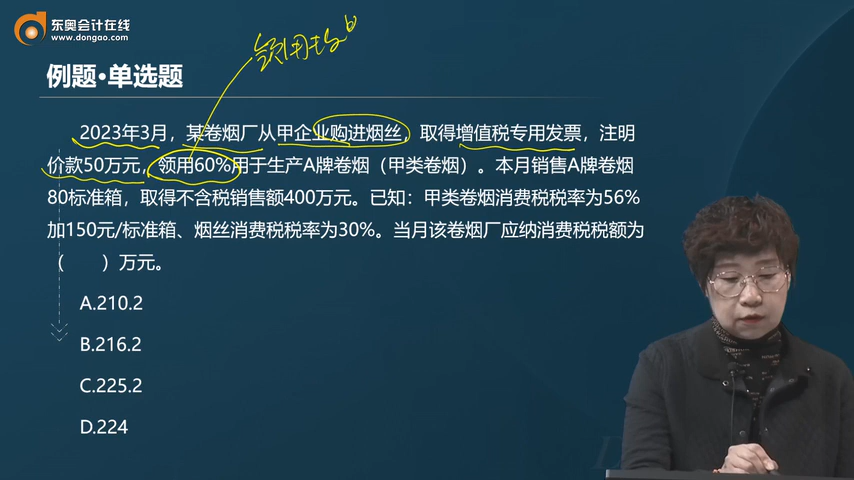 东奥会计在线
www.dongao.com
领用扣
例题·单选题
2023年3月，某卷烟厂从甲企业购进烟丝，取得增值税专用发票，注明
价款50万元，领用60%用于生产A牌卷烟（甲类卷烟）。本月销售A牌卷烟
80标准箱，取得不含税销售额400万元。已知：甲类卷烟消费税税率为56%
加150元/标准箱、烟丝消费税税率为30%。当月该卷烟厂应纳消费税税额为
（　　）万元。
A.210.2
B.216.2
C.225.2
D.224